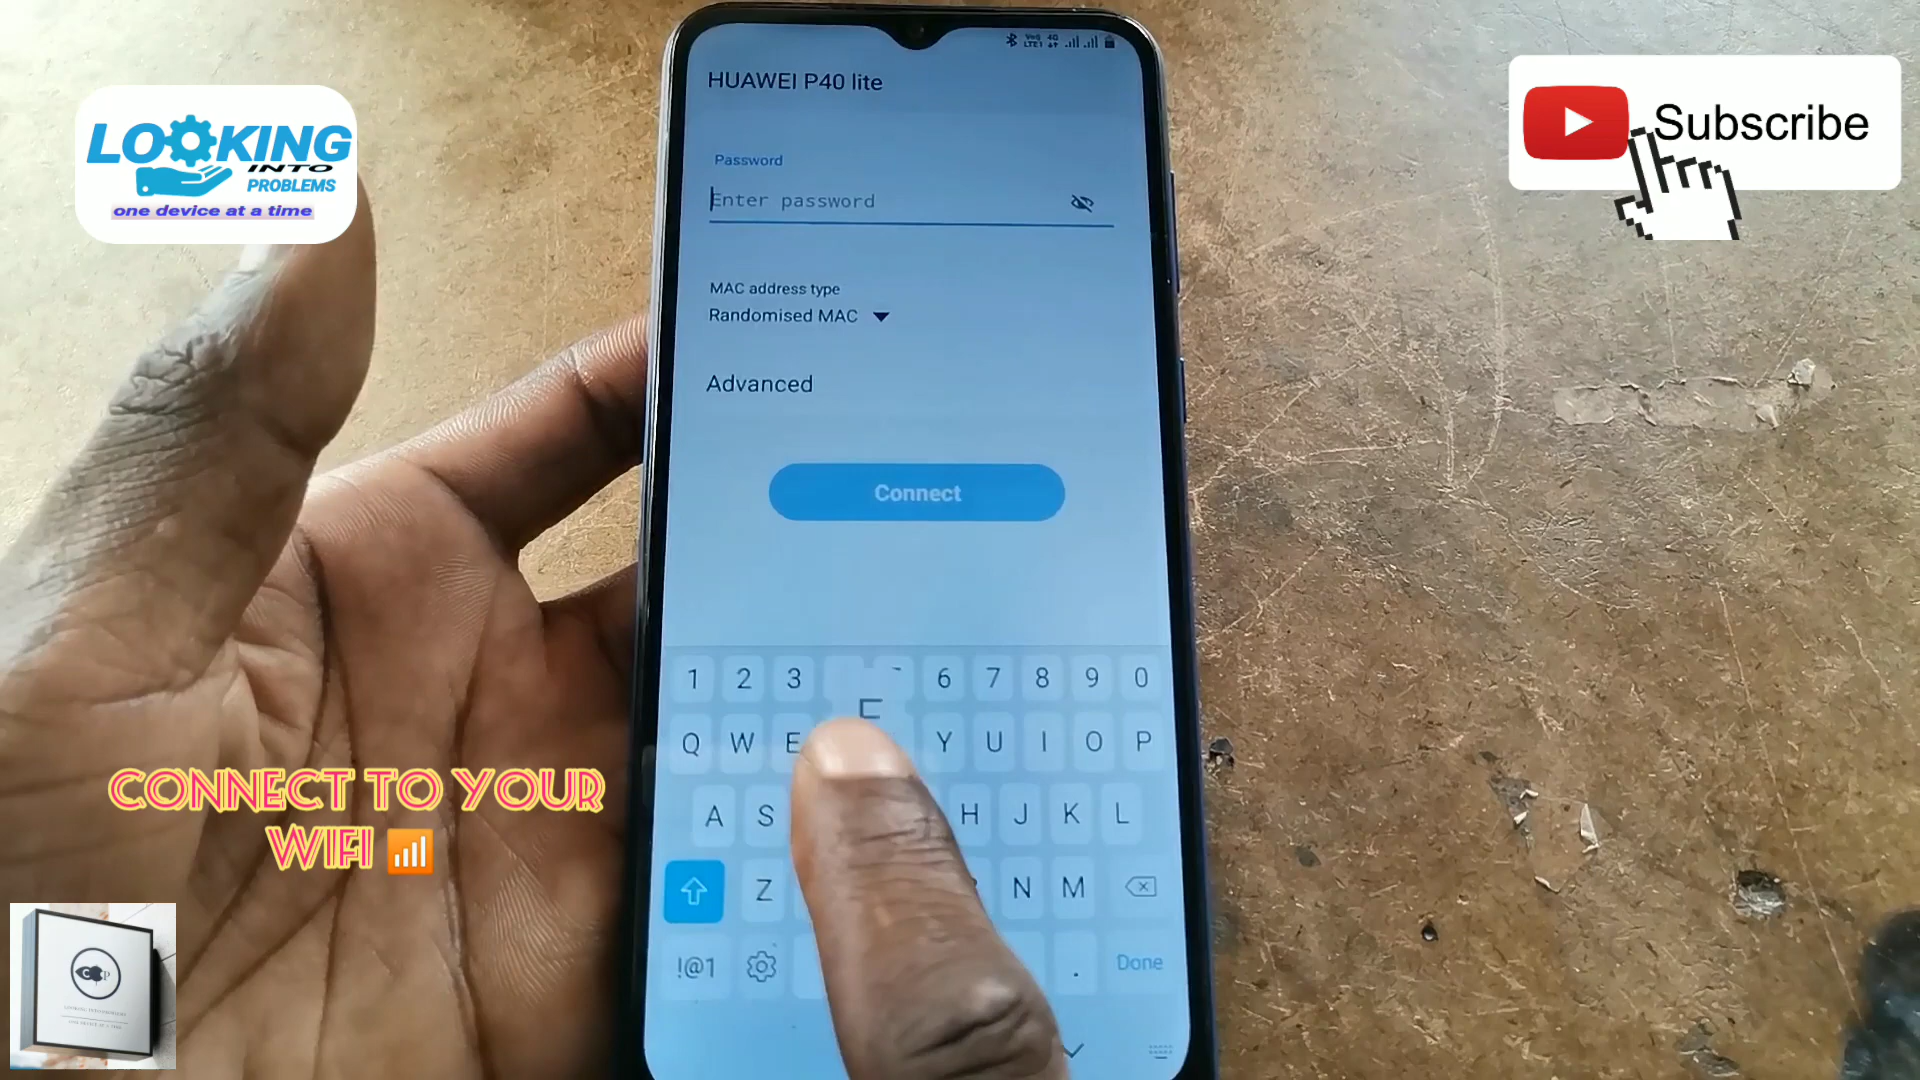 LOOKING
INTO
PROBLEMS
one device at a time
Subscribe
HUAWEI P40 lite
Password
Enter password
MAC address type
Randomised MAC
Advanced
Connect
1 2 3 6 7 8 9 0
Q W E Y U I O P
A S H J K L
Z N M
!@1 . Done
CONNECT TO YOUR
WIFI